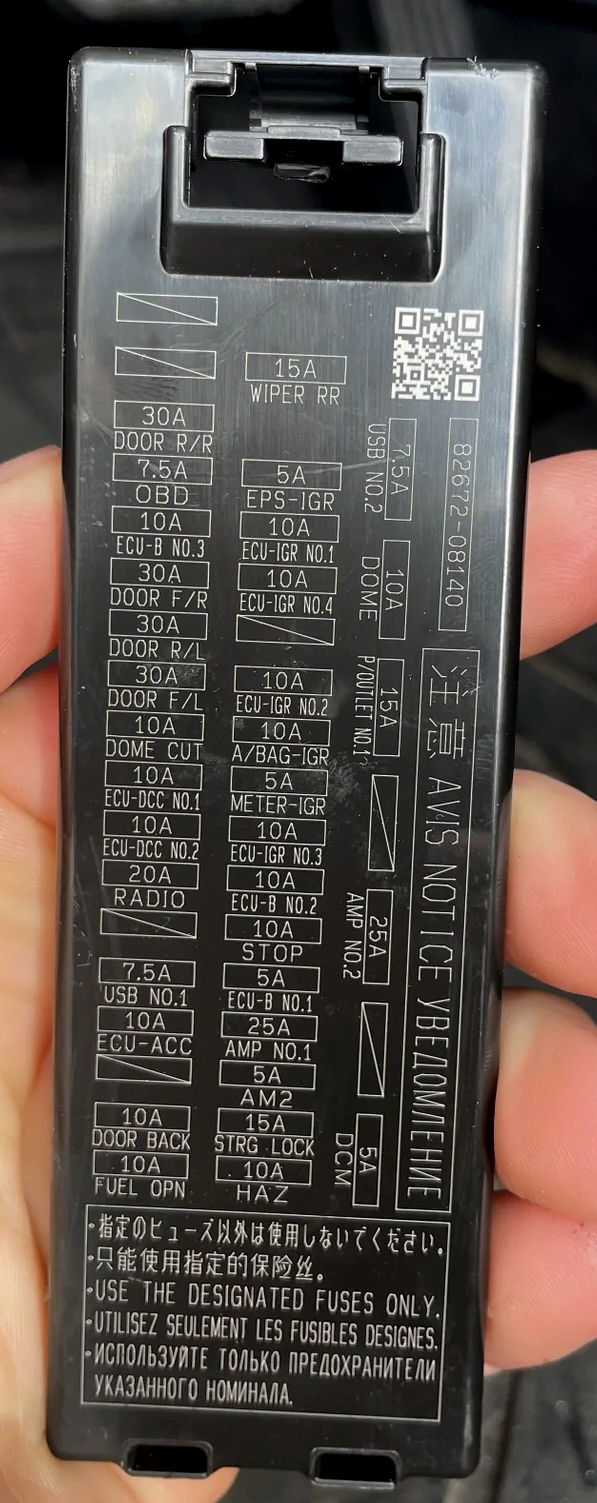 30A
DOOR R/R
7.5A
OBD
10A
ECU-B NO.3
30A
DOOR F/R
30A
DOOR R/L
30A
DOOR F/L
10A
DOME CUT
10A
ECU-DCC NO.1
10A
ECU-DCC NO.2
20A
RADIO
7.5A
USB NO.1
10A
ECU-ACC
10A
DOOR BACK
10A
FUEL OPN
15A
WIPER RR
5A
EPS-IGR
10A
ECU-IGR NO.1
10A
ECU-IGR NO.4
10A
ECU-IGR NO.2
10A
A/BAG-IGR
5A
METER-IGR
10A
ECU-IGR NO.3
10A
ECU-B NO.2
10A
STOP
5A
ECU-B NO.1
25A
AMP NO.1
5A
AM2
15A
STRG LOCK
10A
HAZ
7.5A
USB NO.2
10A
DOME
15A
P/OUTLET NO.1
25A
AMP NO.2
5A
DCM
82672-08140
注意 AVIS NOTICE УВЕДОМЛЕНИЕ
・指定のヒューズ以外は使用しないでください。
・只能使用指定的保险丝。
・USE THE DESIGNATED FUSES ONLY.
・UTILISEZ SEULEMENT LES FUSIBLES DESIGNES.
・ИСПОЛЬЗУЙТЕ ТОЛЬКО ПРЕДОХРАНИТЕЛИ
УКАЗАННОГО НОМИНАЛА.